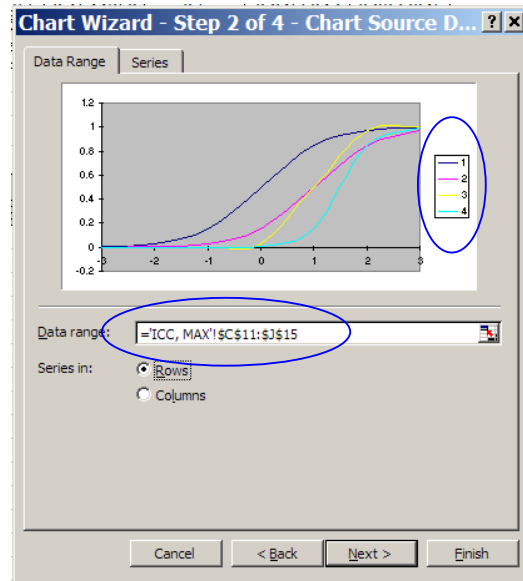 Chart Wizard - Step 2 of 4 - Chart Source D... ? ×
Data Range Series
1.2
1
0.8
0.6
0.4
0.2
0
-0.2
-3 -2 -1 0 1 2 3
1
2
3
4
Data range: ='ICC, MAX'!$C$11:$J$15
Series in: Rows
Columns
Cancel < Back Next > Finish